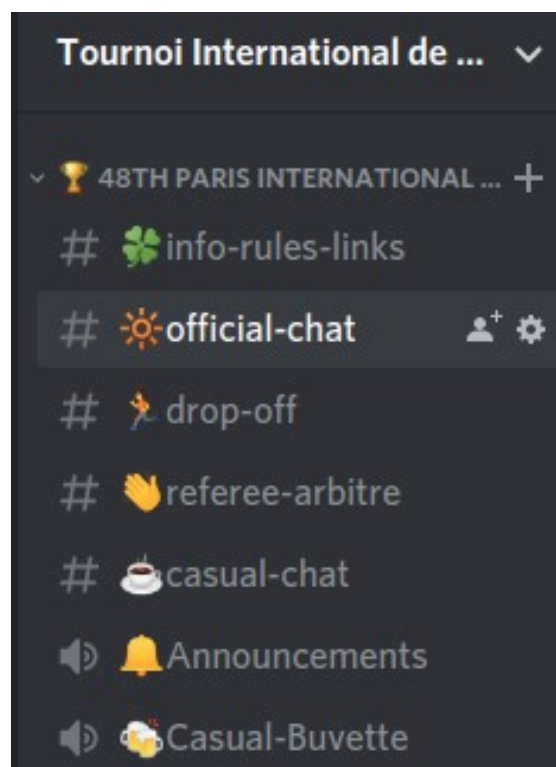 Tournoi International de ...
🏆 48TH PARIS INTERNATIONAL ...
# 🍀info-rules-links
# 🔆official-chat
# 🏃drop-off
# 👋referee-arbitre
# ☕casual-chat
🔔Announcements
🍻Casual-Buvette